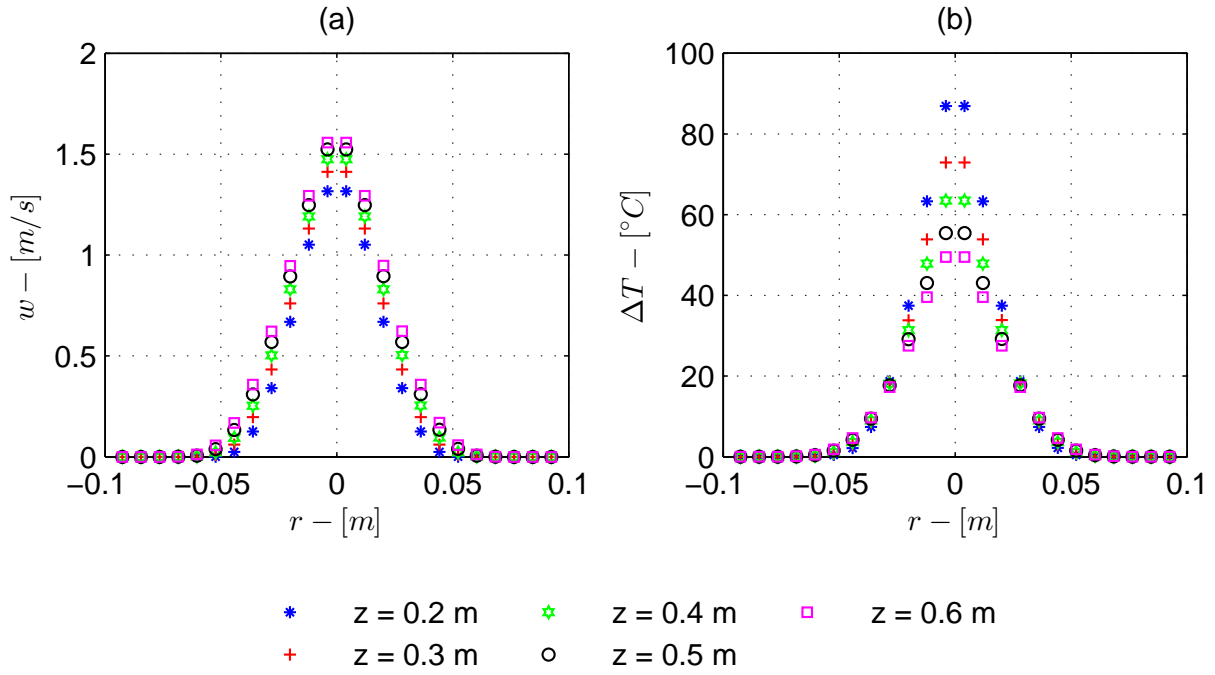 (a)
2
1.5
1
0.5
0
−0.1
−0.05
0
0.05
0.1
w − [m/s]
r − [m]
(b)
100
80
60
40
20
0
−0.1
−0.05
0
0.05
0.1
ΔT − [°C]
r − [m]
z = 0.2 m
z = 0.4 m
z = 0.6 m
z = 0.3 m
z = 0.5 m